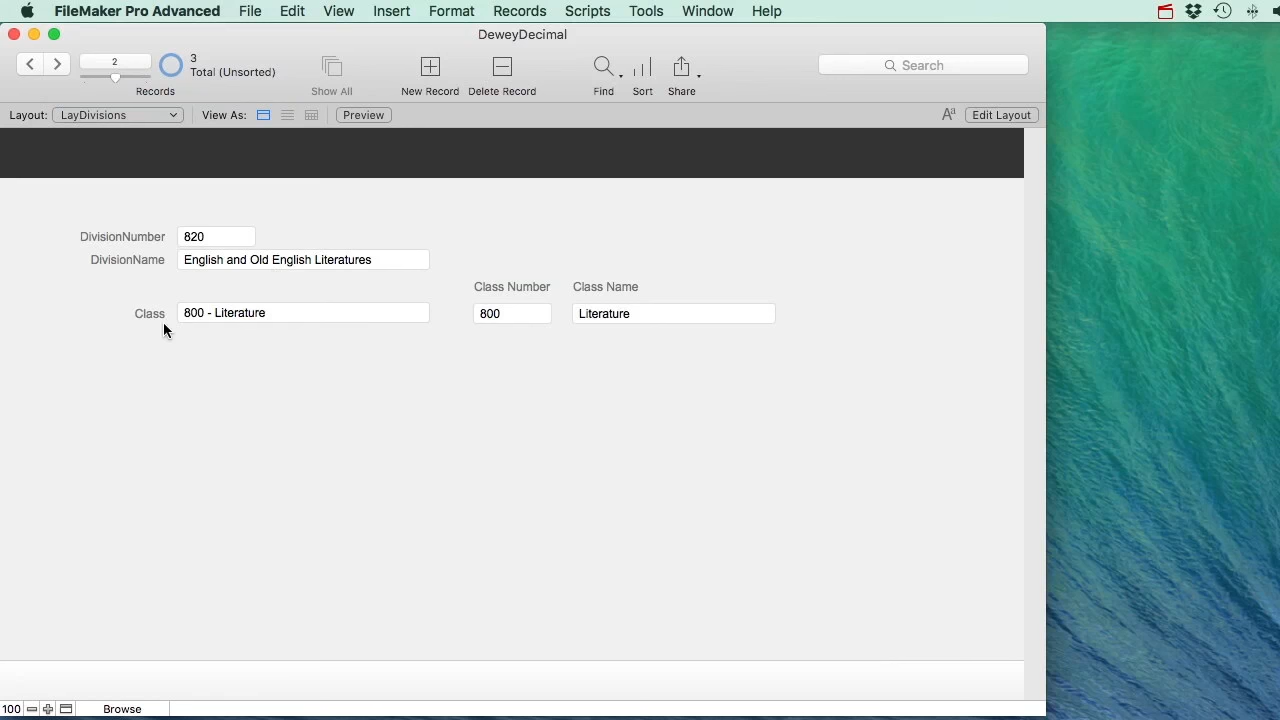 FileMaker Pro Advanced File Edit View Insert Format Records Scripts Tools Window Help
DeweyDecimal
2
3
Total (Unsorted)
Records
Show All
New Record
Delete Record
Find
Sort
Share
Search
Layout: LayDivisions View As: Preview Aa Edit Layout
DivisionNumber 820
DivisionName English and Old English Literatures
Class Number Class Name
Class 800 - Literature 800 Literature
100 Browse